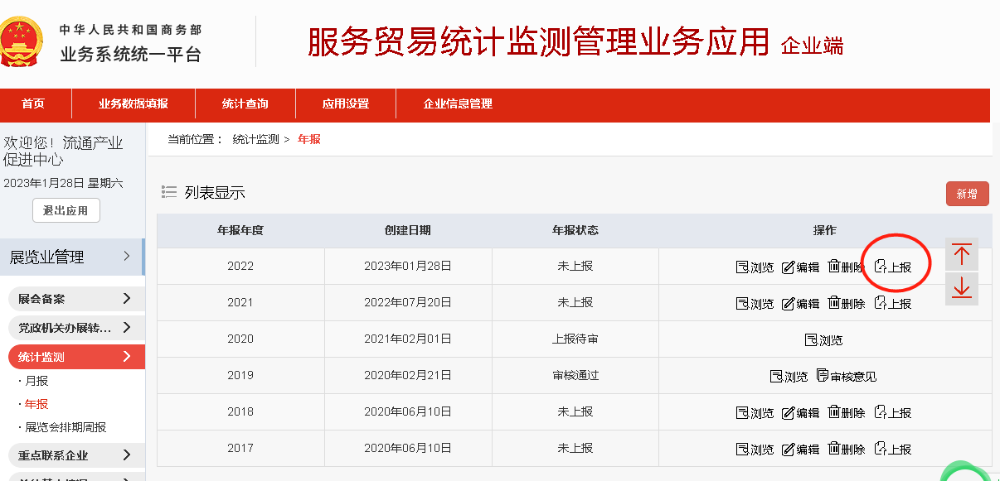 中华人民共和国商务部
业务系统统一平台
服务贸易统计监测管理业务应用 企业端
首页 业务数据填报 统计查询 应用设置 企业信息管理
欢迎您！流通产业
促进中心
2023年1月28日 星期六
退出应用
展览业管理
展会备案
党政机关办展转...
统计监测
· 月报
· 年报
· 展览会排期周报
重点联系企业
当前位置： 统计监测 > 年报
列表显示
新增
年报年度 创建日期 年报状态 操作
2022 2023年01月28日 未上报 浏览 编辑 删除 上报
2021 2022年07月20日 未上报 浏览 编辑 删除 上报
2020 2021年02月01日 上报待审 浏览
2019 2020年02月21日 审核通过 浏览 审核意见
2018 2020年06月10日 未上报 浏览 编辑 删除 上报
2017 2020年06月10日 未上报 浏览 编辑 删除 上报